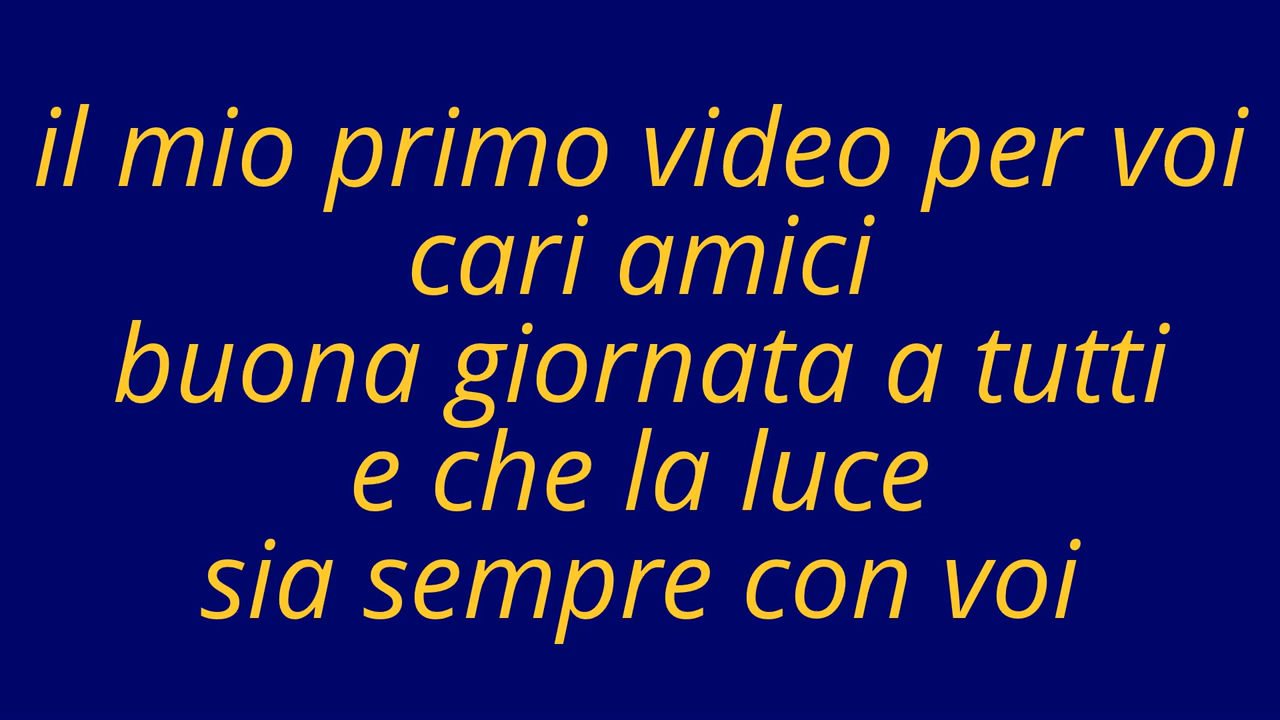 il mio primo video per voi
cari amici
buona giornata a tutti
e che la luce
sia sempre con voi